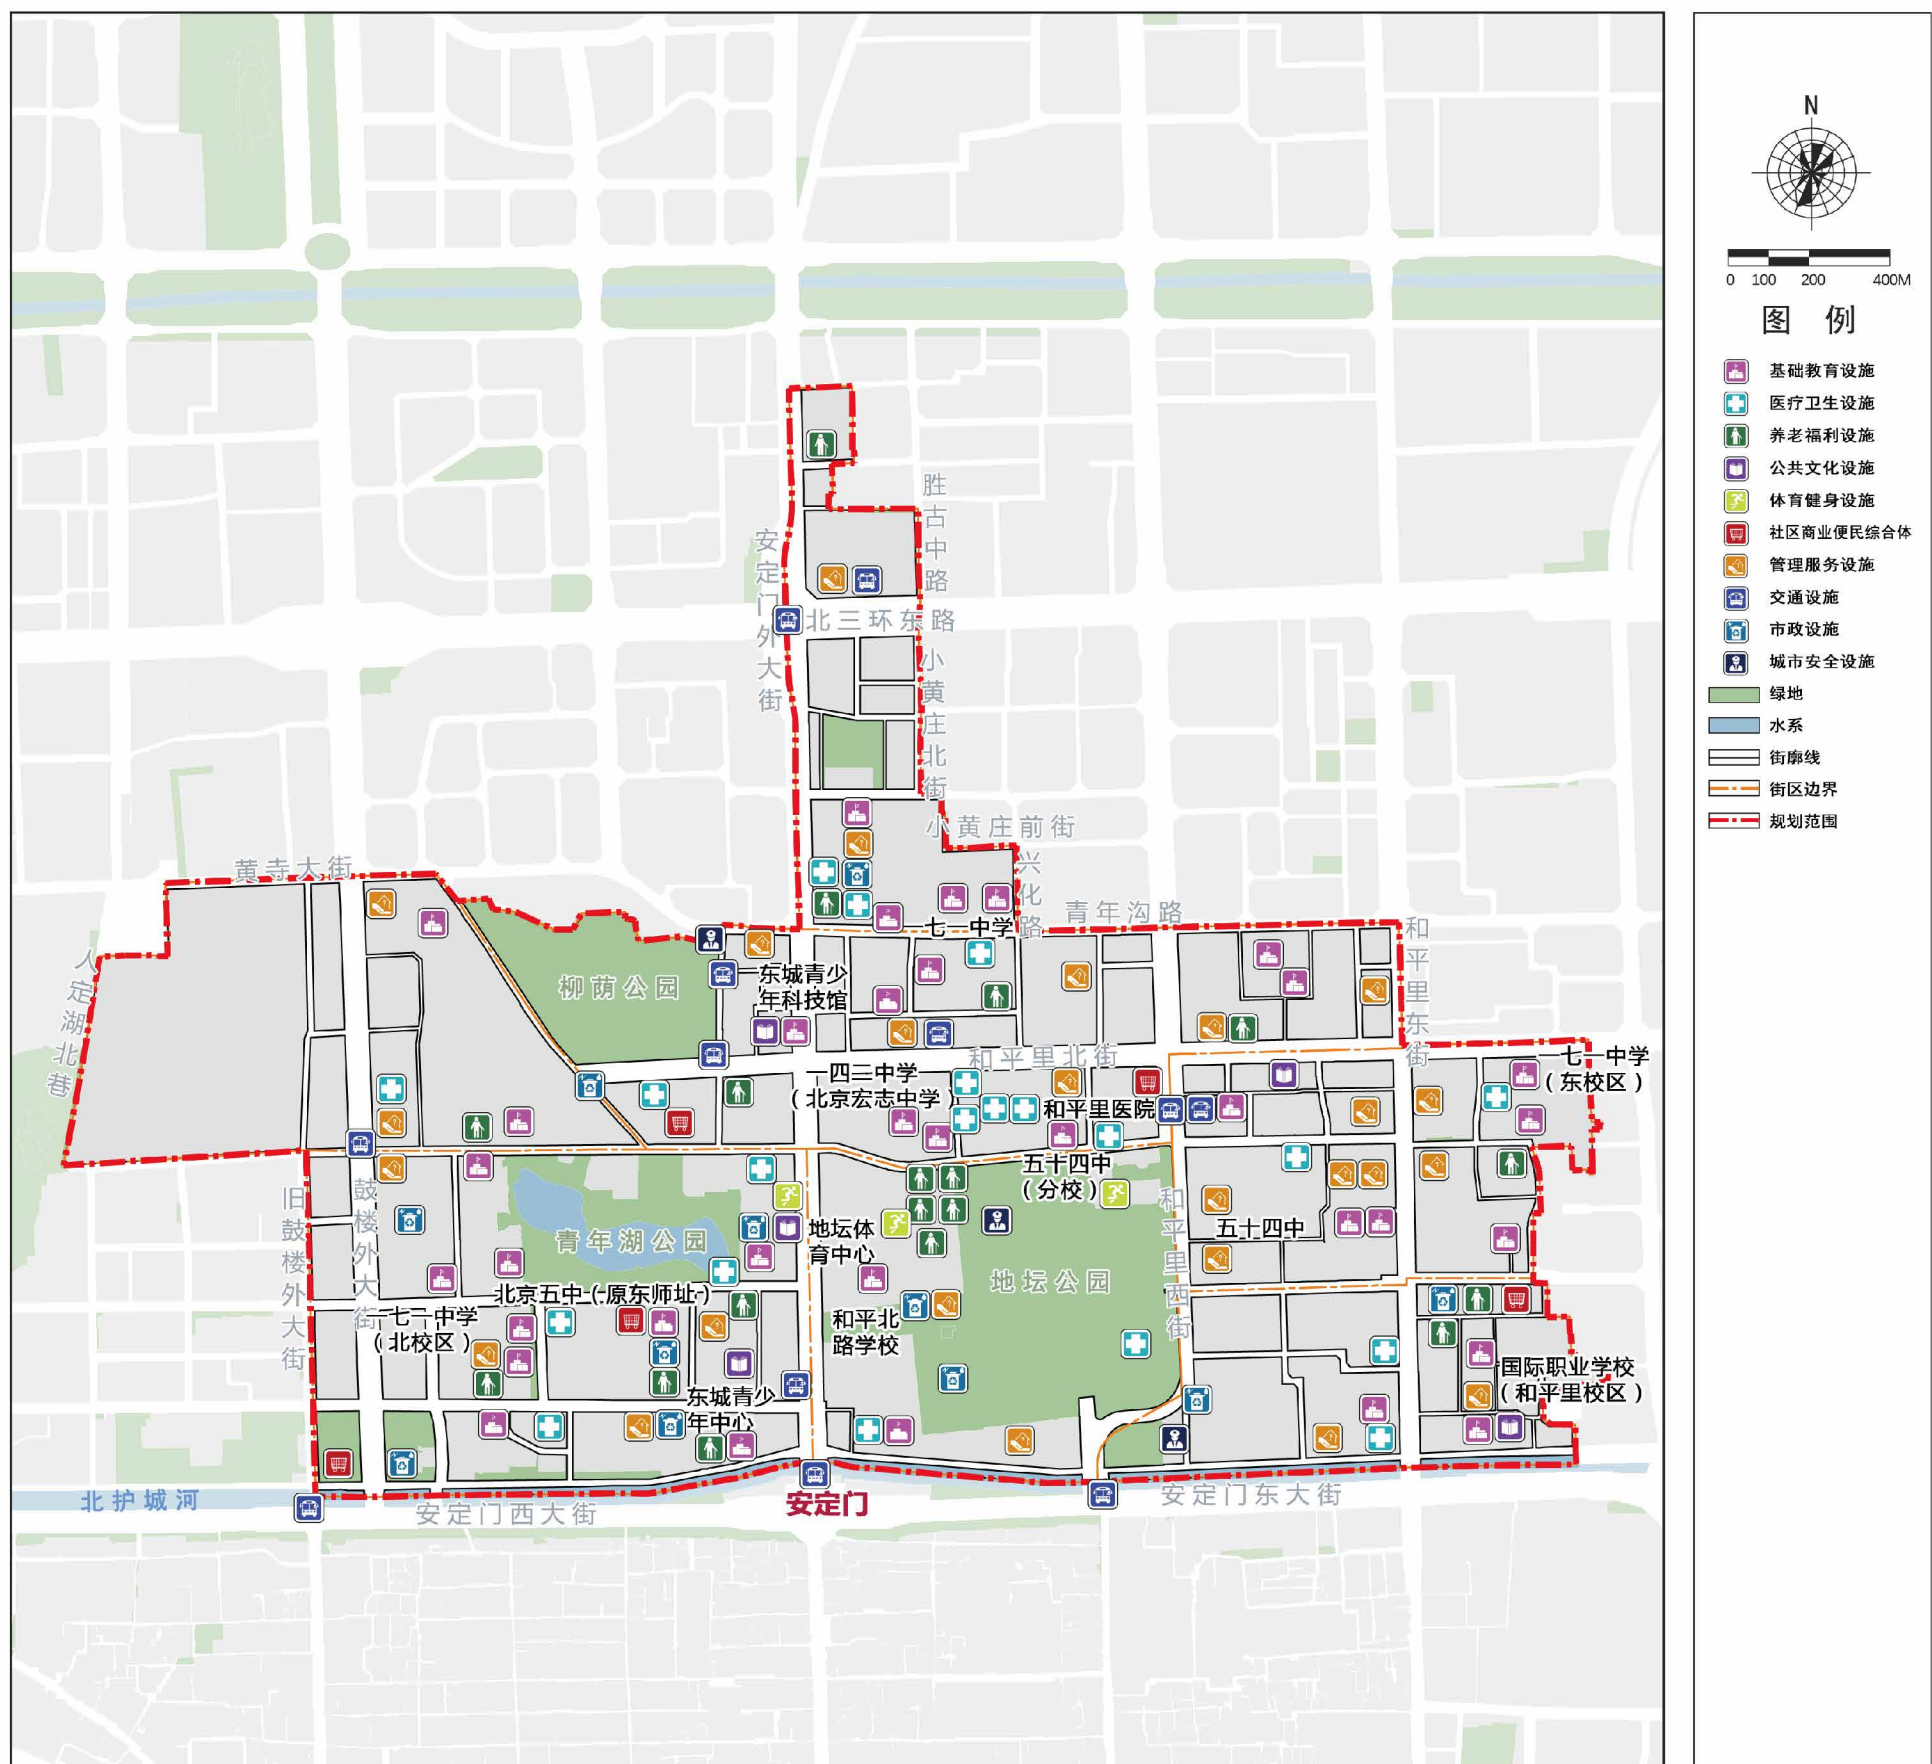 N
0 100 200 400M
图 例
基础教育设施
医疗卫生设施
养老福利设施
公共文化设施
体育健身设施
社区商业便民综合体
管理服务设施
交通设施
市政设施
城市安全设施
绿地
水系
街廓线
街区边界
规划范围
胜古中路
安定门外大街
北三环东路
小黄庄北街
小黄庄前街
兴化路
黄寺大街
青年沟路
七一中学
和平里东街
人定湖北巷
柳荫公园
东城青少
年科技馆
和平里北街
一七一中学
（东校区）
一四二中学
（北京宏志中学）
和平里医院
五十四中
（分校）
旧鼓楼外大街
鼓楼外大街
青年湖公园
地坛体
育中心
和平里西街
五十四中
地坛公园
北京五中（原东师址）
七一中学
（北校区）
和平北
路学校
东城青少
年中心
国际职业学校
（和平里校区）
北护城河
安定门西大街
安定门
安定门东大街